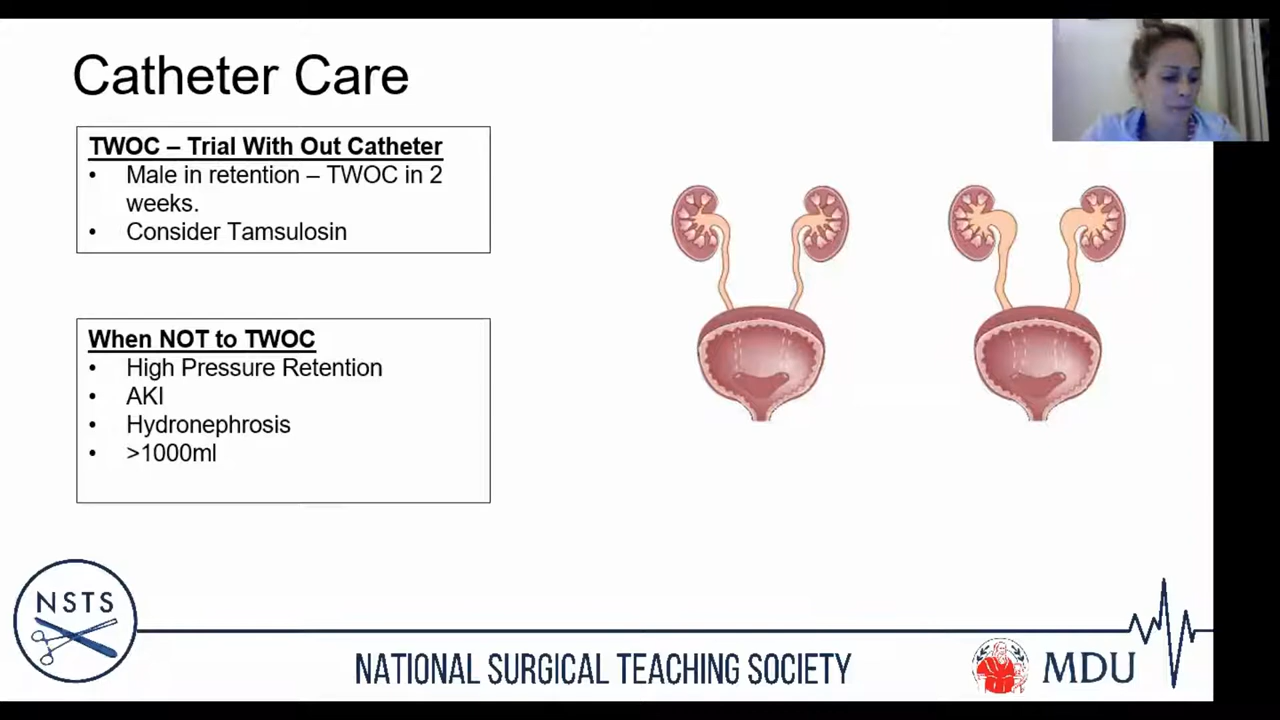 Catheter Care
TWOC – Trial With Out Catheter
• Male in retention – TWOC in 2
weeks.
• Consider Tamsulosin
When NOT to TWOC
• High Pressure Retention
• AKI
• Hydronephrosis
• >1000ml
NSTS
NATIONAL SURGICAL TEACHING SOCIETY
MDU